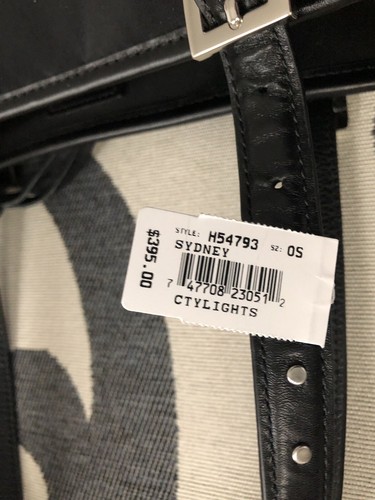 STYLE: H54793 SZ: OS
SYDNEY
$395.00
7 47708 23051 2
CTYLIGHTS